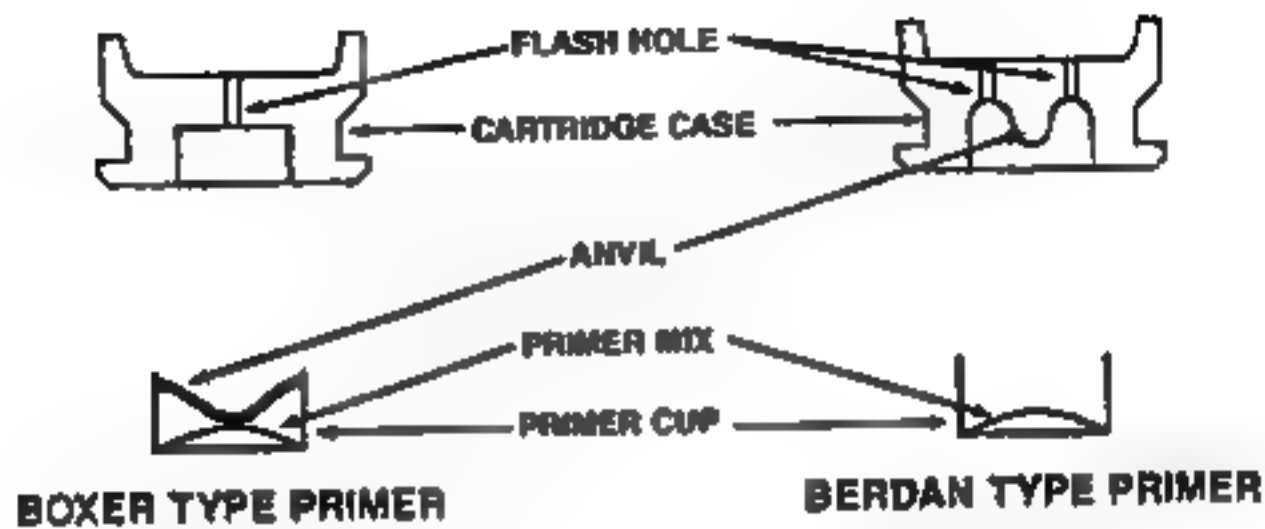 FLASH HOLE
CARTRIDGE CASE
ANVIL
PRIMER MIX
PRIMER CUP
BOXER TYPE PRIMER
BERDAN TYPE PRIMER